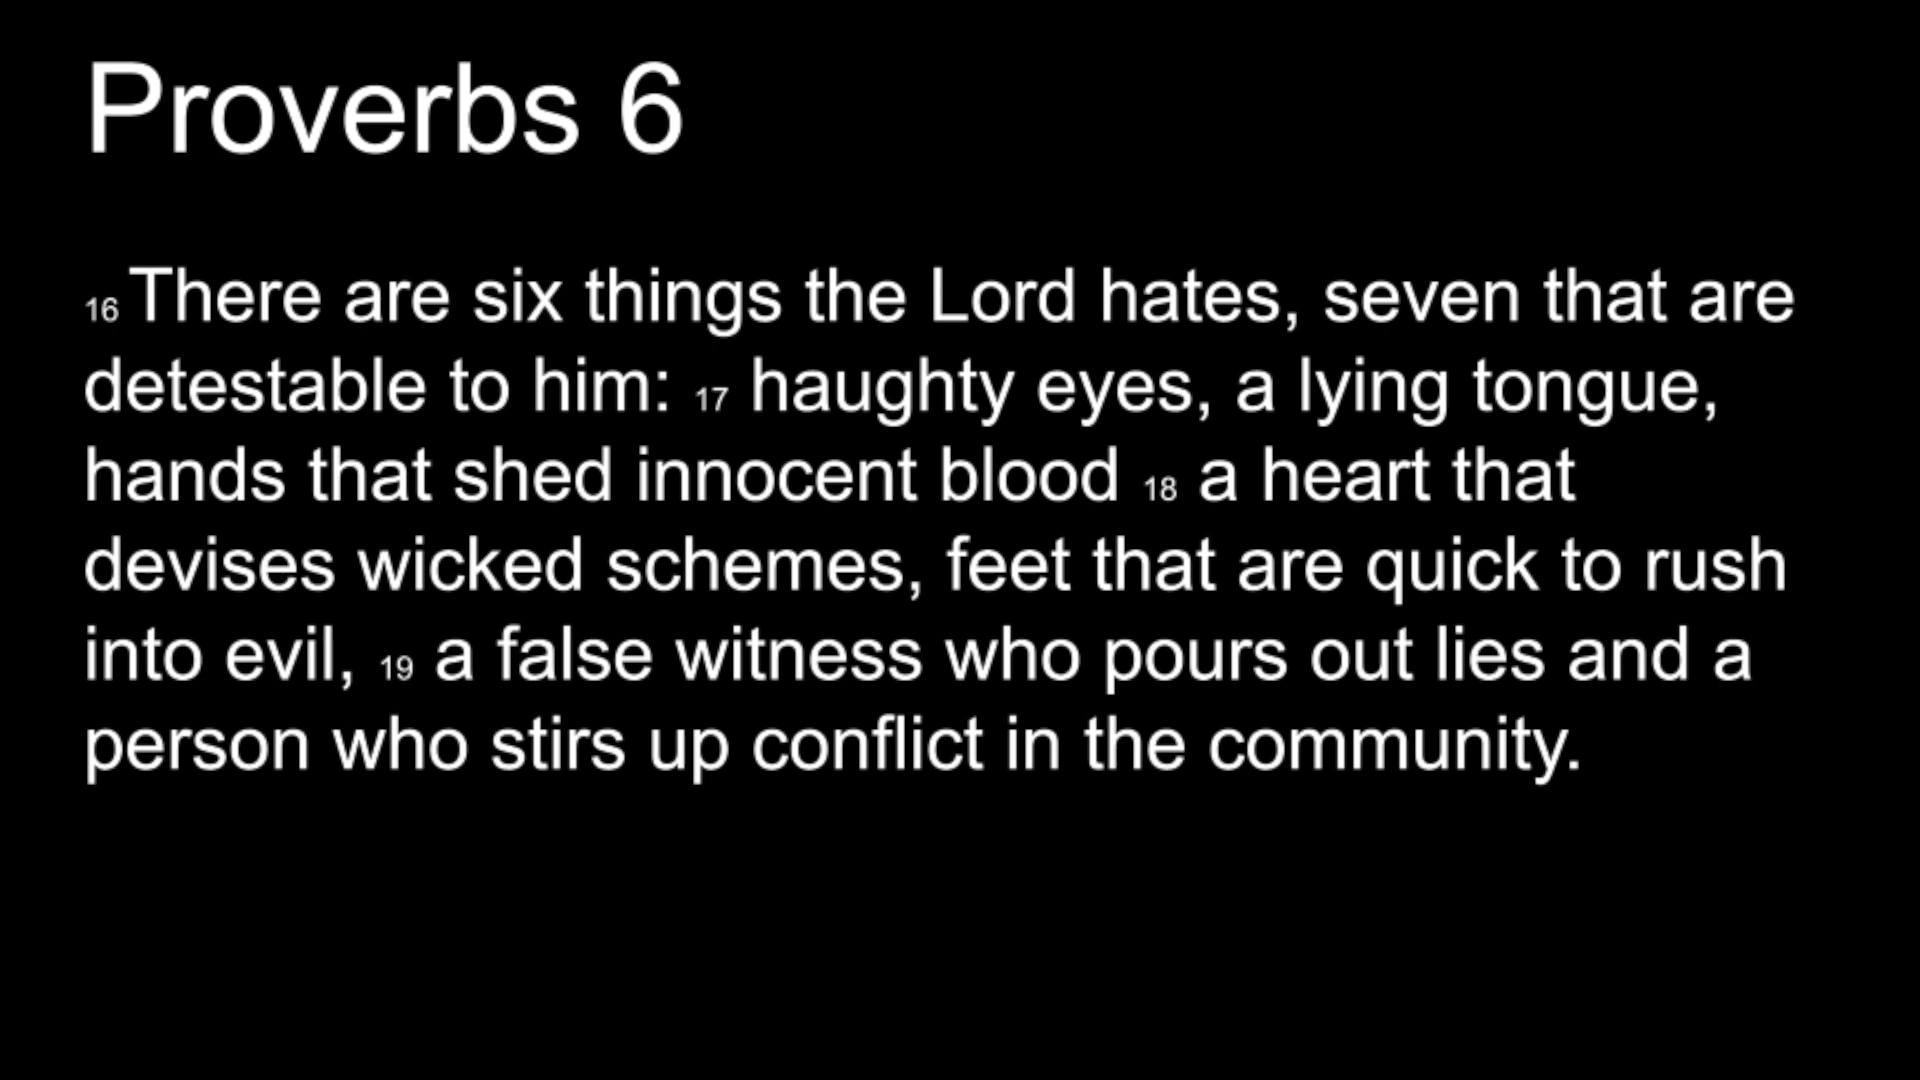 Proverbs 6
16 There are six things the Lord hates, seven that are
detestable to him: 17 haughty eyes, a lying tongue,
hands that shed innocent blood 18 a heart that
devises wicked schemes, feet that are quick to rush
into evil, 19 a false witness who pours out lies and a
person who stirs up conflict in the community.